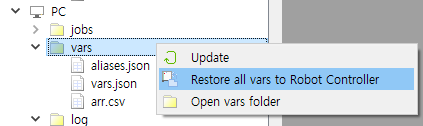 PC
jobs
vars
aliases.json
vars.json
arr.csv
log
Update
Restore all vars to Robot Controller
Open vars folder